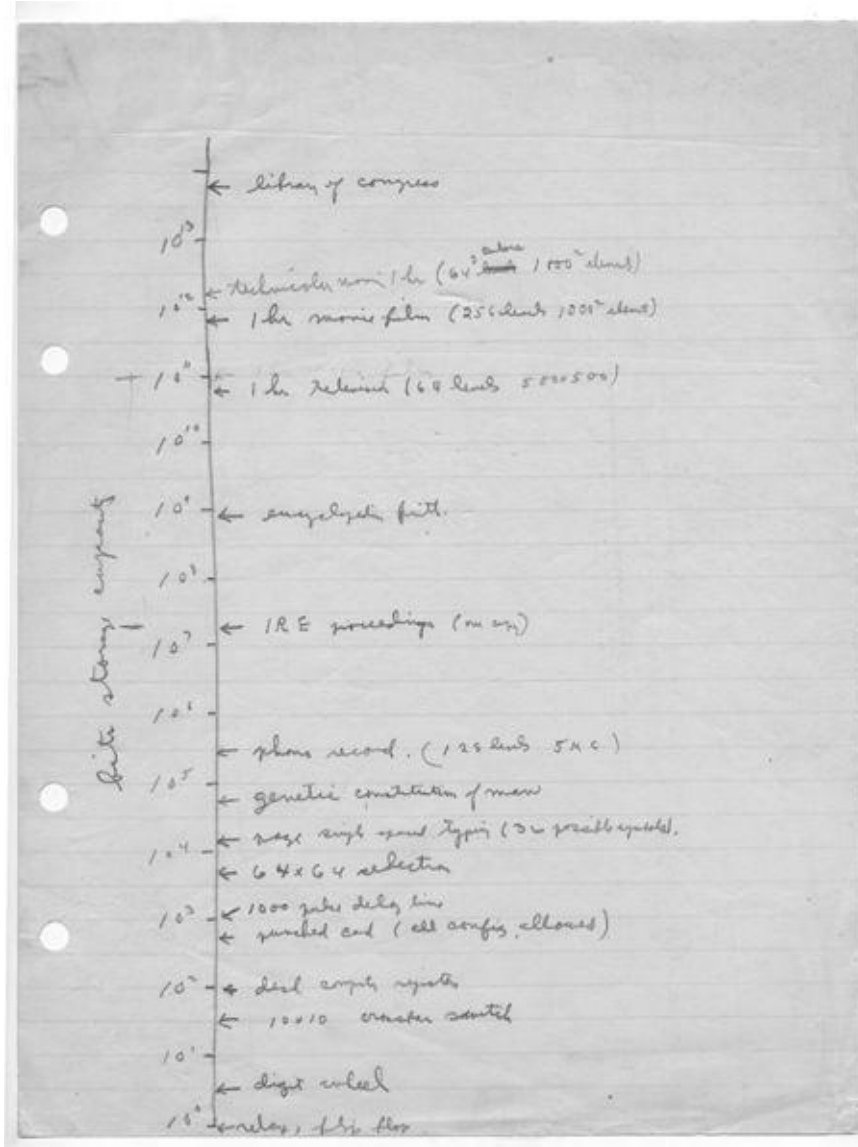 ← library of congress
10¹³
← technicolor movie 1 hr (64³ colors 1000² elements)
10¹²
← 1 hr movie film (256 levels 1000² elements)
10¹¹
← 1 hr television (64 levels 500x500)
10¹⁰
10⁹
← encyclopedia britt.
10⁸
bits storage capacity
← IRE proceedings (one year)
10⁷
10⁶
← phono record. (128 levels 5 K C)
10⁵
← genetic constitution of man
← page single spaced typing (32 possible symbols).
10⁴
← 64x64 selection
← 1000 pulse delay line
10³
← punched card (all config. allowed)
10²
← desk computer register
← 10x10 crossbar switch
10¹
← digit wheel
10⁰
← relay, flip flop